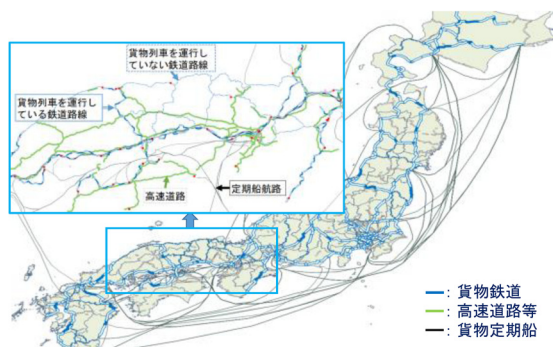 貨物列車を運行し
ていない鉄道路線
貨物列車を運行し
ている鉄道路線
高速道路
定期船航路
━: 貨物鉄道
━: 高速道路等
━: 貨物定期船